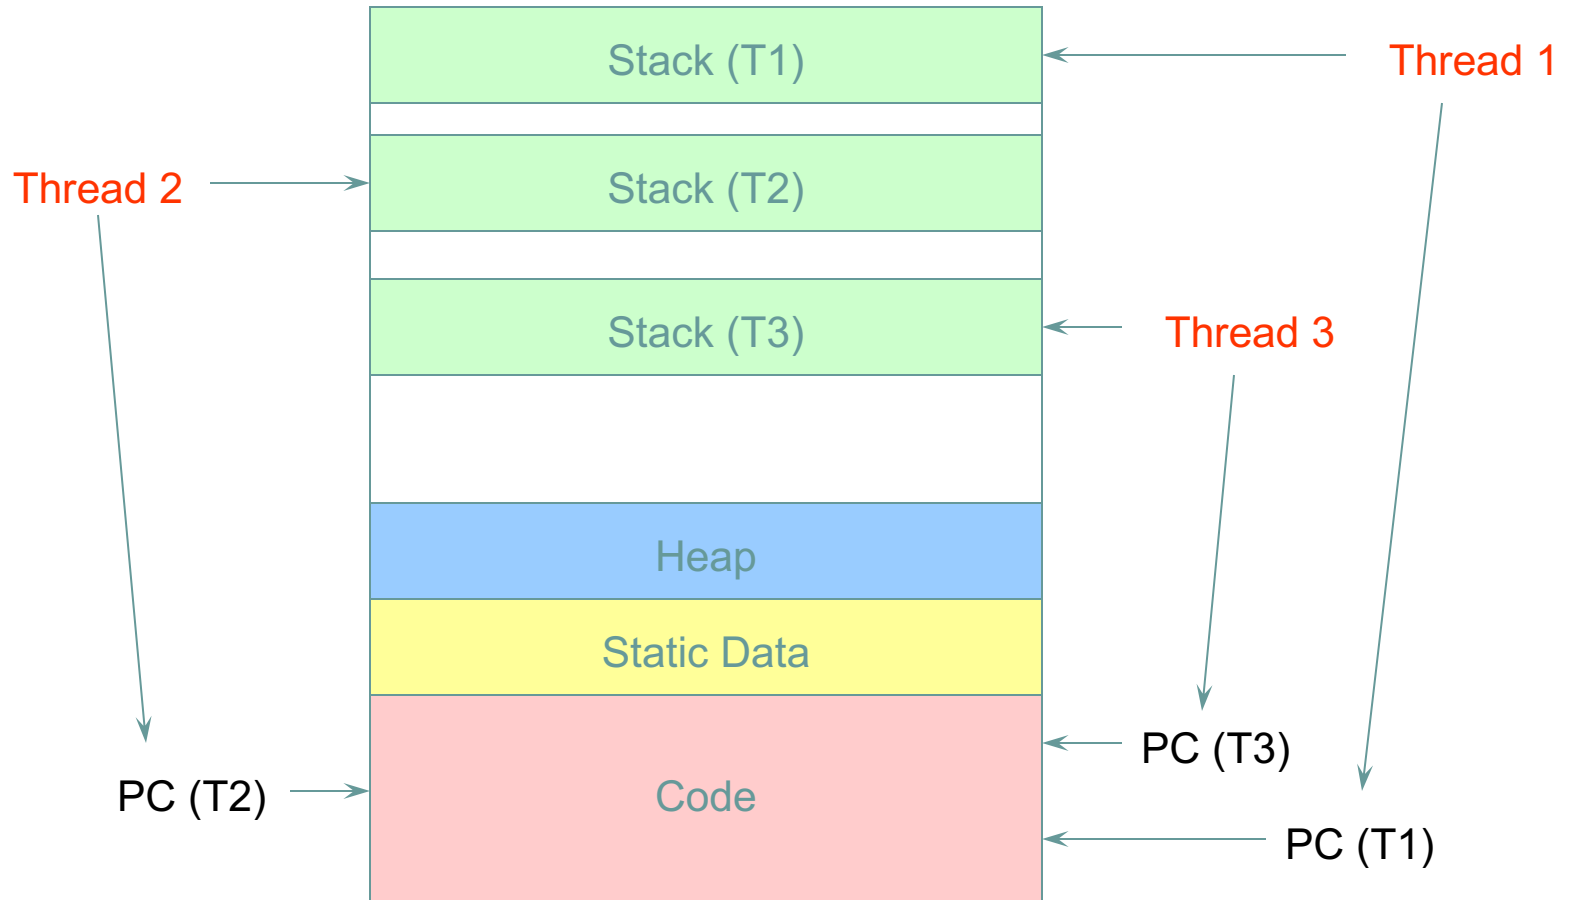 Stack (T1)
Thread 1
Thread 2
Stack (T2)
Stack (T3)
Thread 3
Heap
Static Data
PC (T3)
PC (T2)
Code
PC (T1)